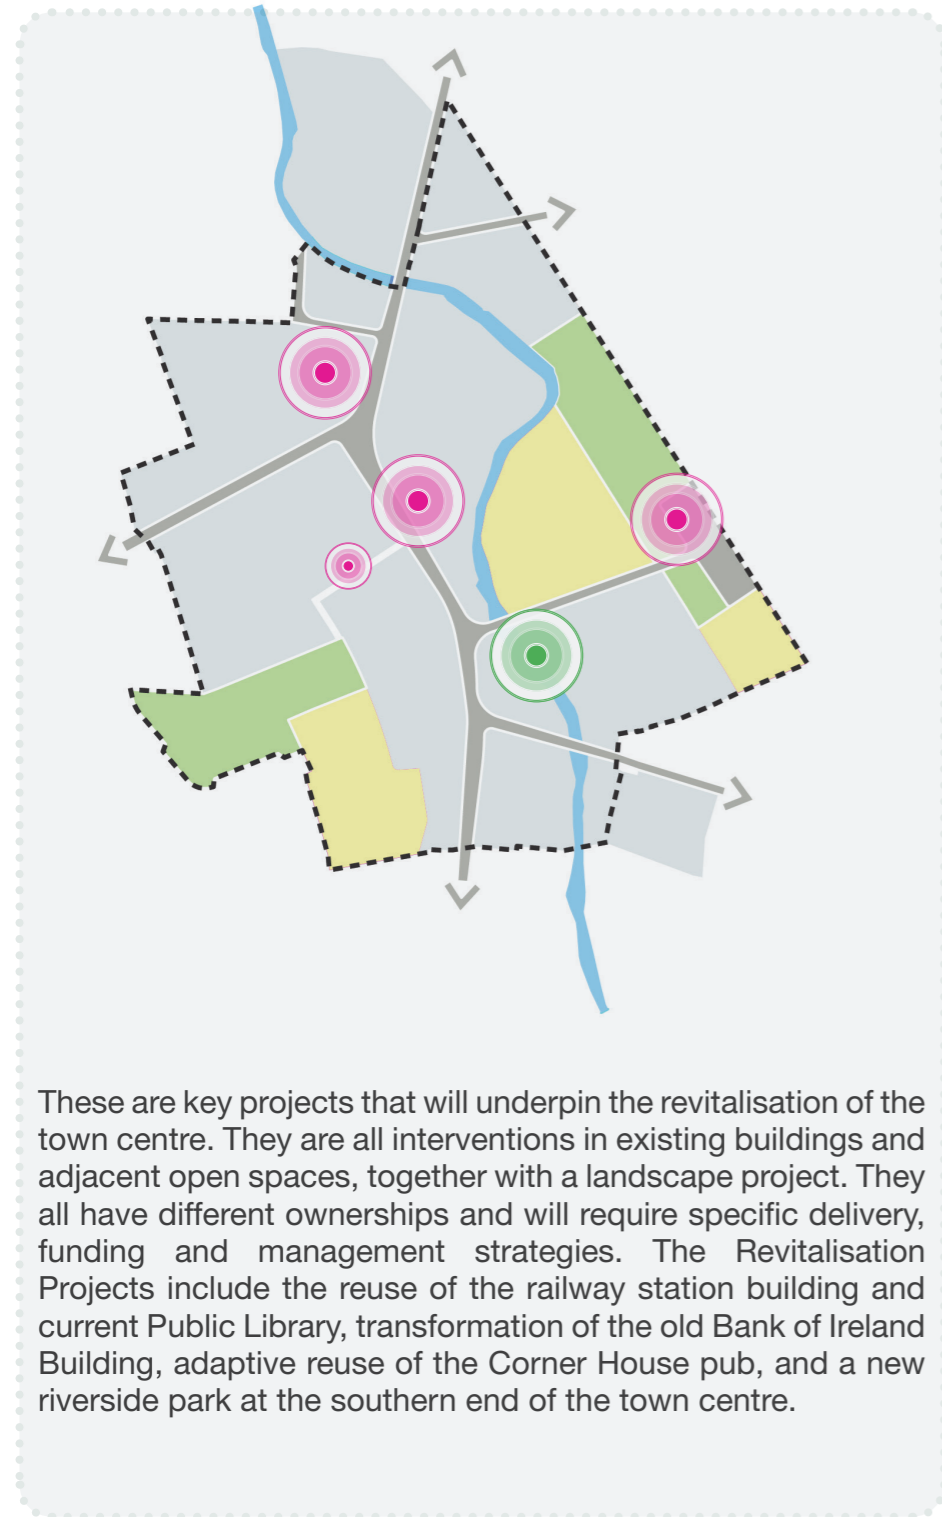 These are key projects that will underpin the revitalisation of the
town centre. They are all interventions in existing buildings and
adjacent open spaces, together with a landscape project. They
all have different ownerships and will require specific delivery,
funding and management strategies. The Revitalisation
Projects include the reuse of the railway station building and
current Public Library, transformation of the old Bank of Ireland
Building, adaptive reuse of the Corner House pub, and a new
riverside park at the southern end of the town centre.